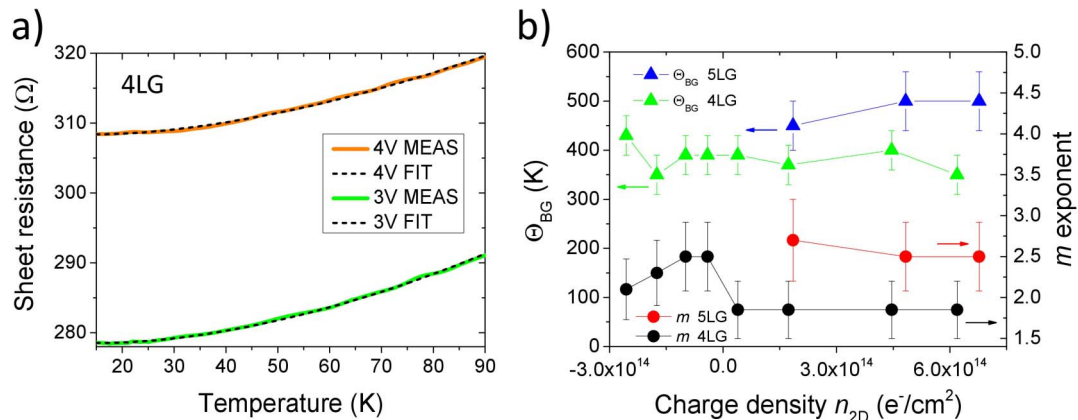 a)
4LG
4V MEAS
4V FIT
3V MEAS
3V FIT
320
310
300
290
280
20 30 40 50 60 70 80 90
Sheet resistance (Ω)
Temperature (K)
b)
Θ_BG 5LG
Θ_BG 4LG
m 5LG
m 4LG
600
500
400
300
200
100
0
5.0
4.5
4.0
3.5
3.0
2.5
2.0
1.5
-3.0x10^14 0.0 3.0x10^14 6.0x10^14
Θ_BG (K)
m exponent
Charge density n_2D (e^-/cm^2)